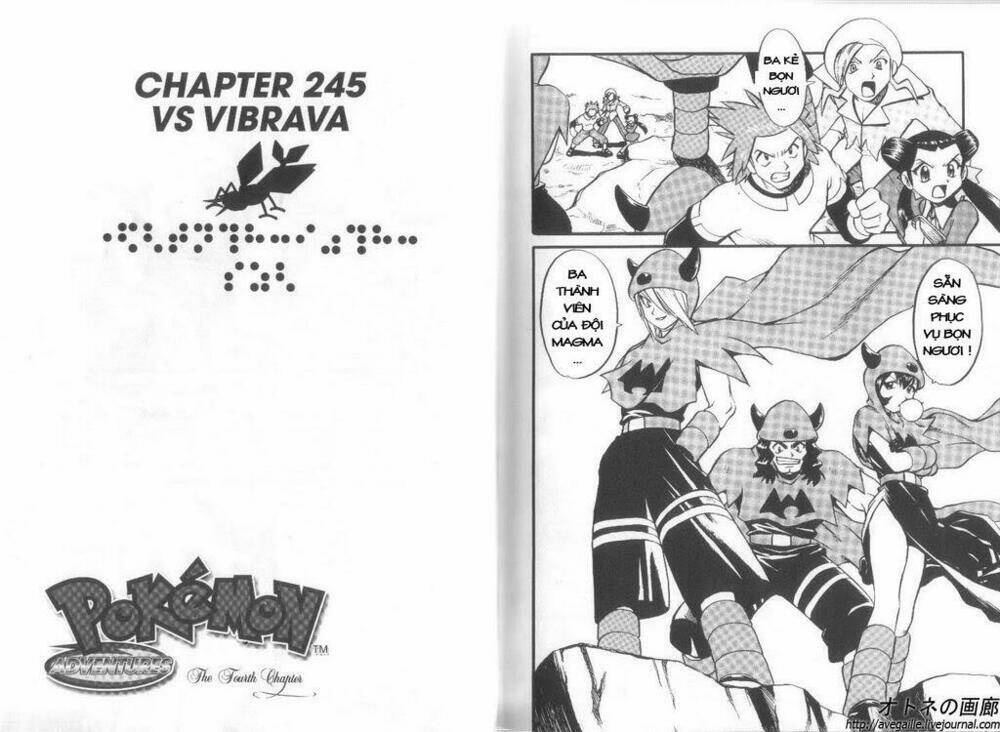 CHAPTER 245
VS VIBRAVA
POKéMON
TM
ADVENTURES
The Fourth Chapter
BA KẺ
BỌN
NGƯƠI
...
BA
THÀNH
VIÊN
CỦA ĐỘI
MAGMA
...
SẴN
SÀNG
PHỤC
VỤ BỌN
NGƯƠI !
オトネの画廊
http://avegaille.livejournal.com